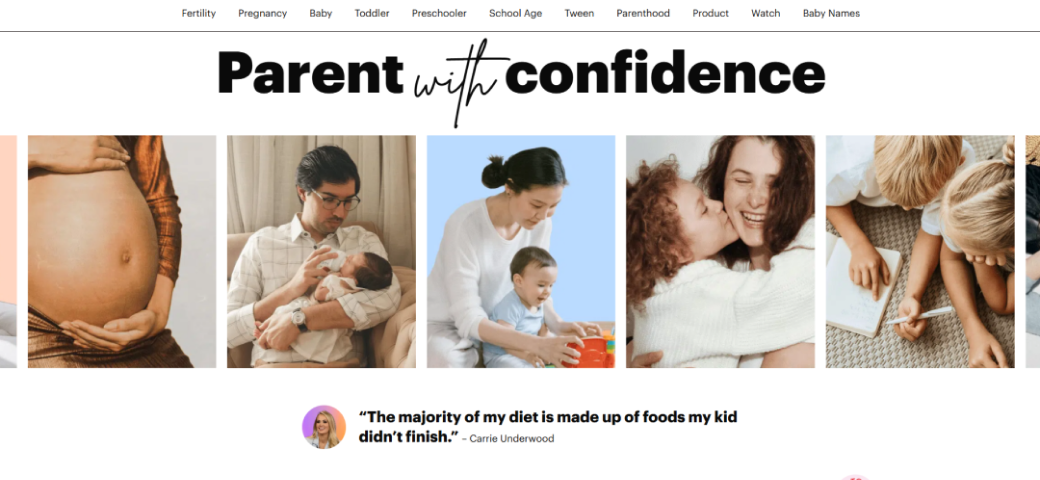 Fertility Pregnancy Baby Toddler Preschooler School Age Tween Parenthood Product Watch Baby Names
Parent with confidence
“The majority of my diet is made up of foods my kid
didn’t finish.” – Carrie Underwood